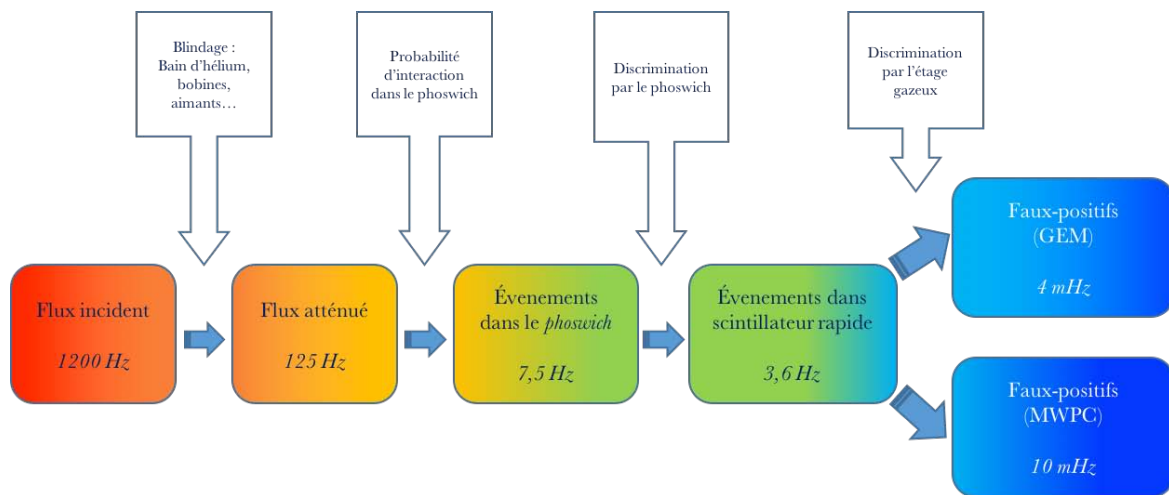 Blindage :
Bain d'hélium,
bobines,
aimants…
Probabilité
d'interaction
dans le phoswich
Discrimination
par le phoswich
Discrimination
par l'étage
gazeux
Flux incident
1200 Hz
Flux atténué
125 Hz
Évenements
dans le phoswich
7,5 Hz
Évenements dans
scintillateur rapide
3,6 Hz
Faux-positifs
(GEM)
4 mHz
Faux-positifs
(MWPC)
10 mHz